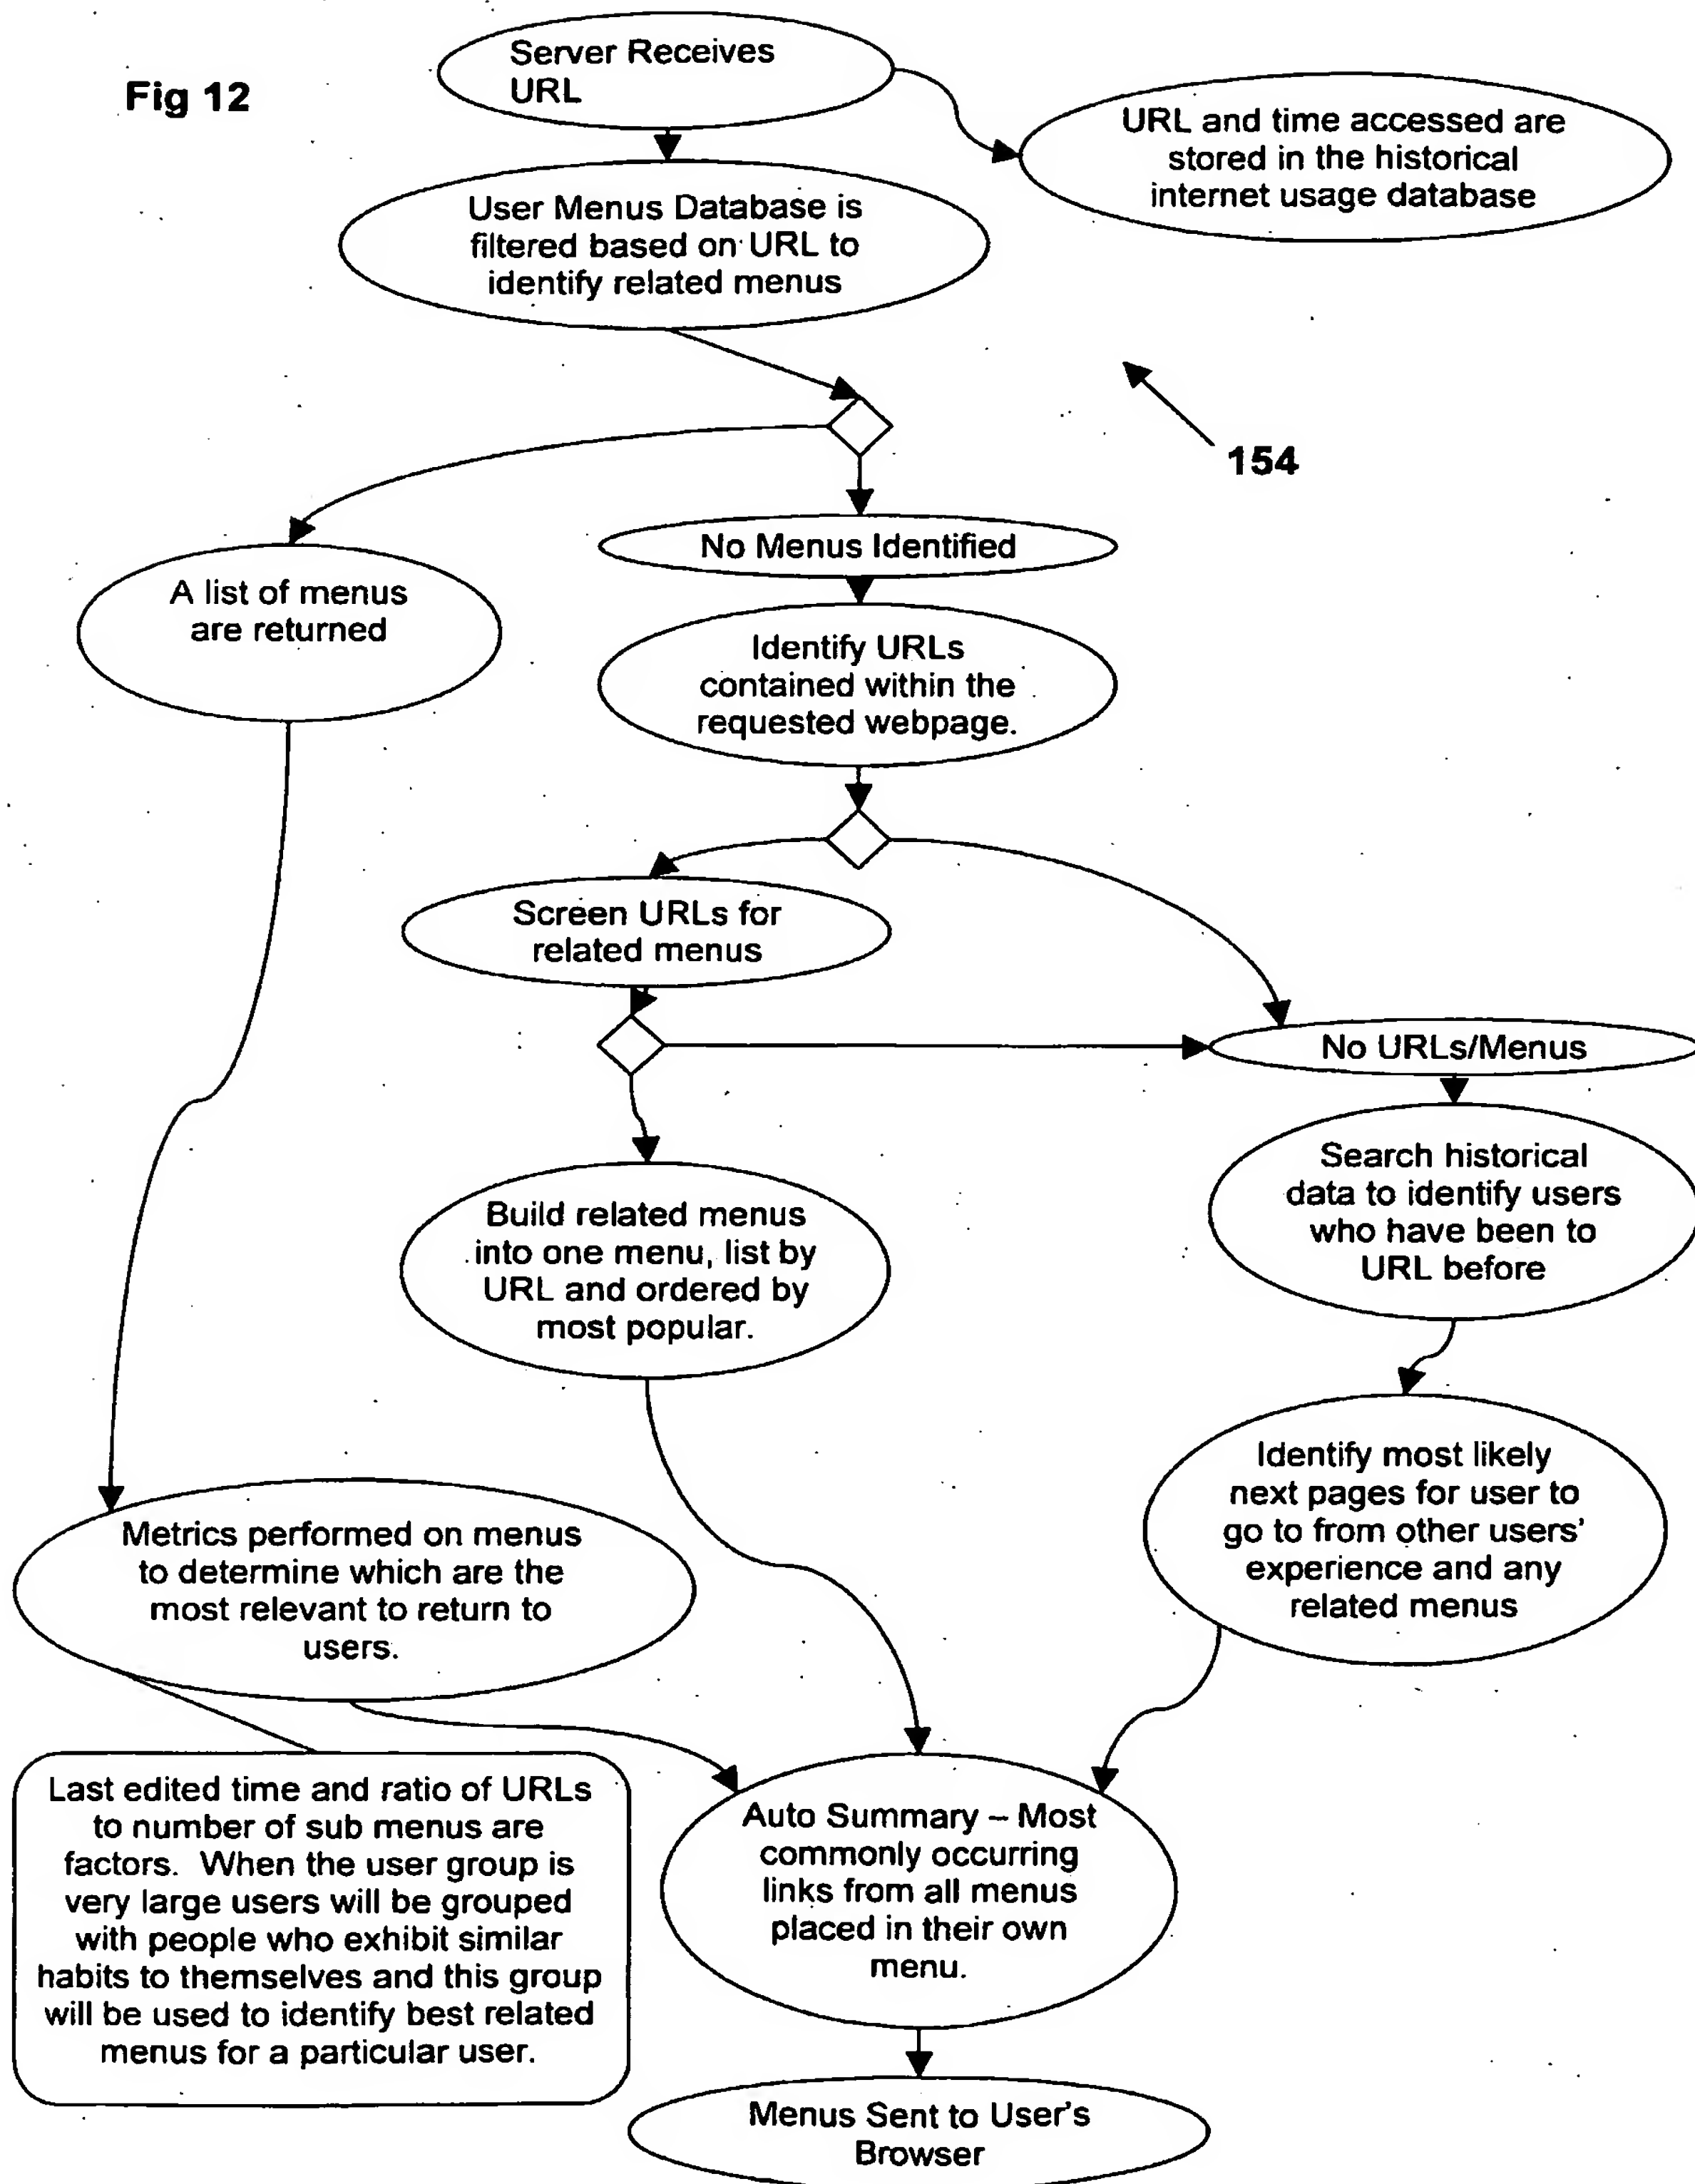 Fig 12
Server Receives
URL
URL and time accessed are
stored in the historical
internet usage database
User Menus Database is
filtered based on URL to
identify related menus
154
No Menus Identified
A list of menus
are returned
Identify URLs
contained within the
requested webpage.
Screen URLs for
related menus
No URLs/Menus
Search historical
data to identify users
who have been to
URL before
Build related menus
into one menu, list by
URL and ordered by
most popular.
Identify most likely
next pages for user to
go to from other users'
experience and any
related menus
Metrics performed on menus
to determine which are the
most relevant to return to
users.
Last edited time and ratio of URLs
to number of sub menus are
factors. When the user group is
very large users will be grouped
with people who exhibit similar
habits to themselves and this group
will be used to identify best related
menus for a particular user.
Auto Summary – Most
commonly occurring
links from all menus
placed in their own
menu.
Menus Sent to User's
Browser